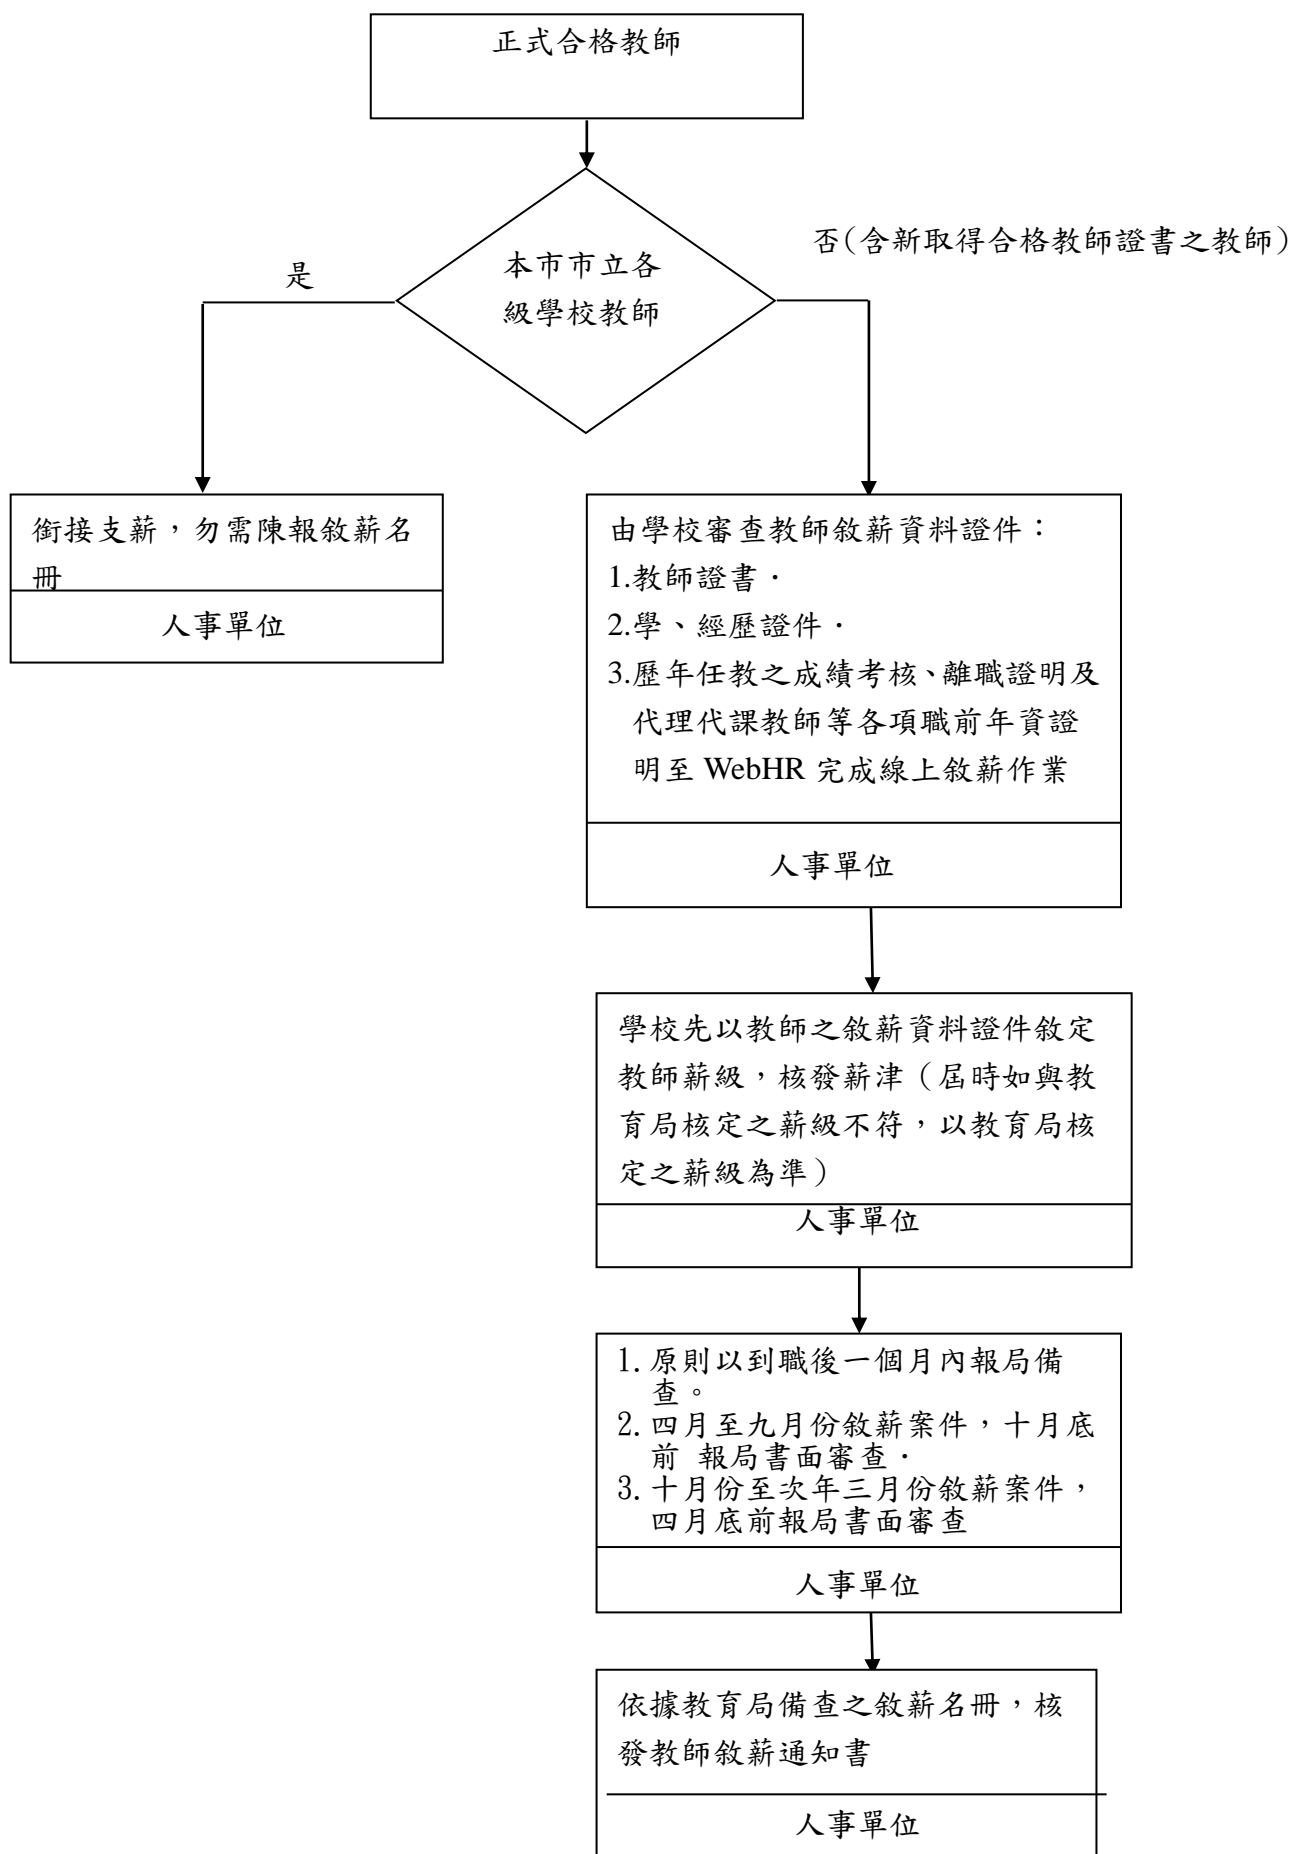 正式合格教師
否(含新取得合格教師證書之教師)
是
本市市立各
級學校教師
銜接支薪，勿需陳報敘薪名
冊
人事單位
由學校審查教師敘薪資料證件：
1.教師證書．
2.學、經歷證件．
3.歷年任教之成績考核、離職證明及
代理代課教師等各項職前年資證
明至 WebHR 完成線上敘薪作業
人事單位
學校先以教師之敘薪資料證件敘定
教師薪級，核發薪津（屆時如與教
育局核定之薪級不符，以教育局核
定之薪級為準）
人事單位
1.原則以到職後一個月內報局備
查。
2.四月至九月份敘薪案件，十月底
前 報局書面審查．
3.十月份至次年三月份敘薪案件，
四月底前報局書面審查
人事單位
依據教育局備查之敘薪名冊，核
發教師敘薪通知書
人事單位